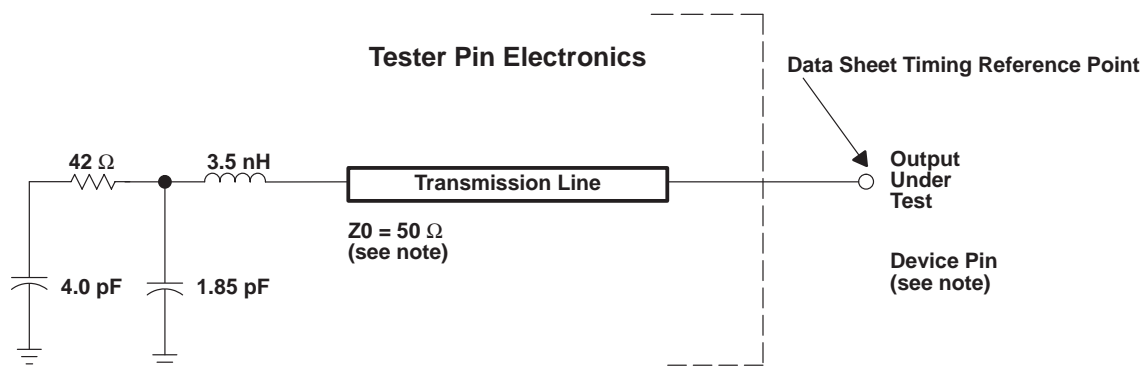 Tester Pin Electronics
Data Sheet Timing Reference Point
42 Ω
3.5 nH
Transmission Line
Output
Under
Test
Z0 = 50 Ω
(see note)
Device Pin
(see note)
4.0 pF
1.85 pF